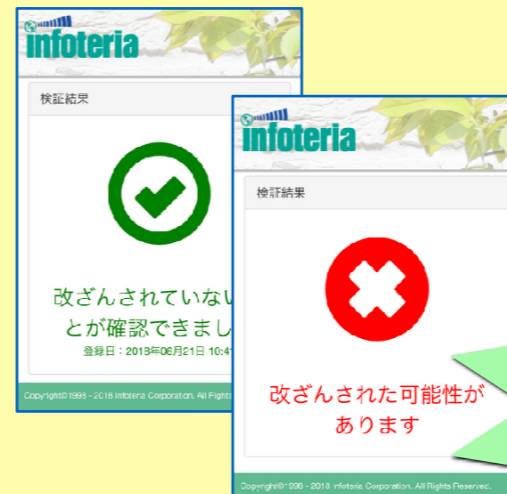 infoteria
検証結果
改ざんされていない
とが確認できまし
登録日：2018年06月21日 10:4
Copyright© 1998 - 2018 Infoteria Corporation. All Rights
infoteria
検証結果
改ざんされた可能性が
あります
Copyright© 1998 - 2018 Infoteria Corporation. All Rights Reserved.